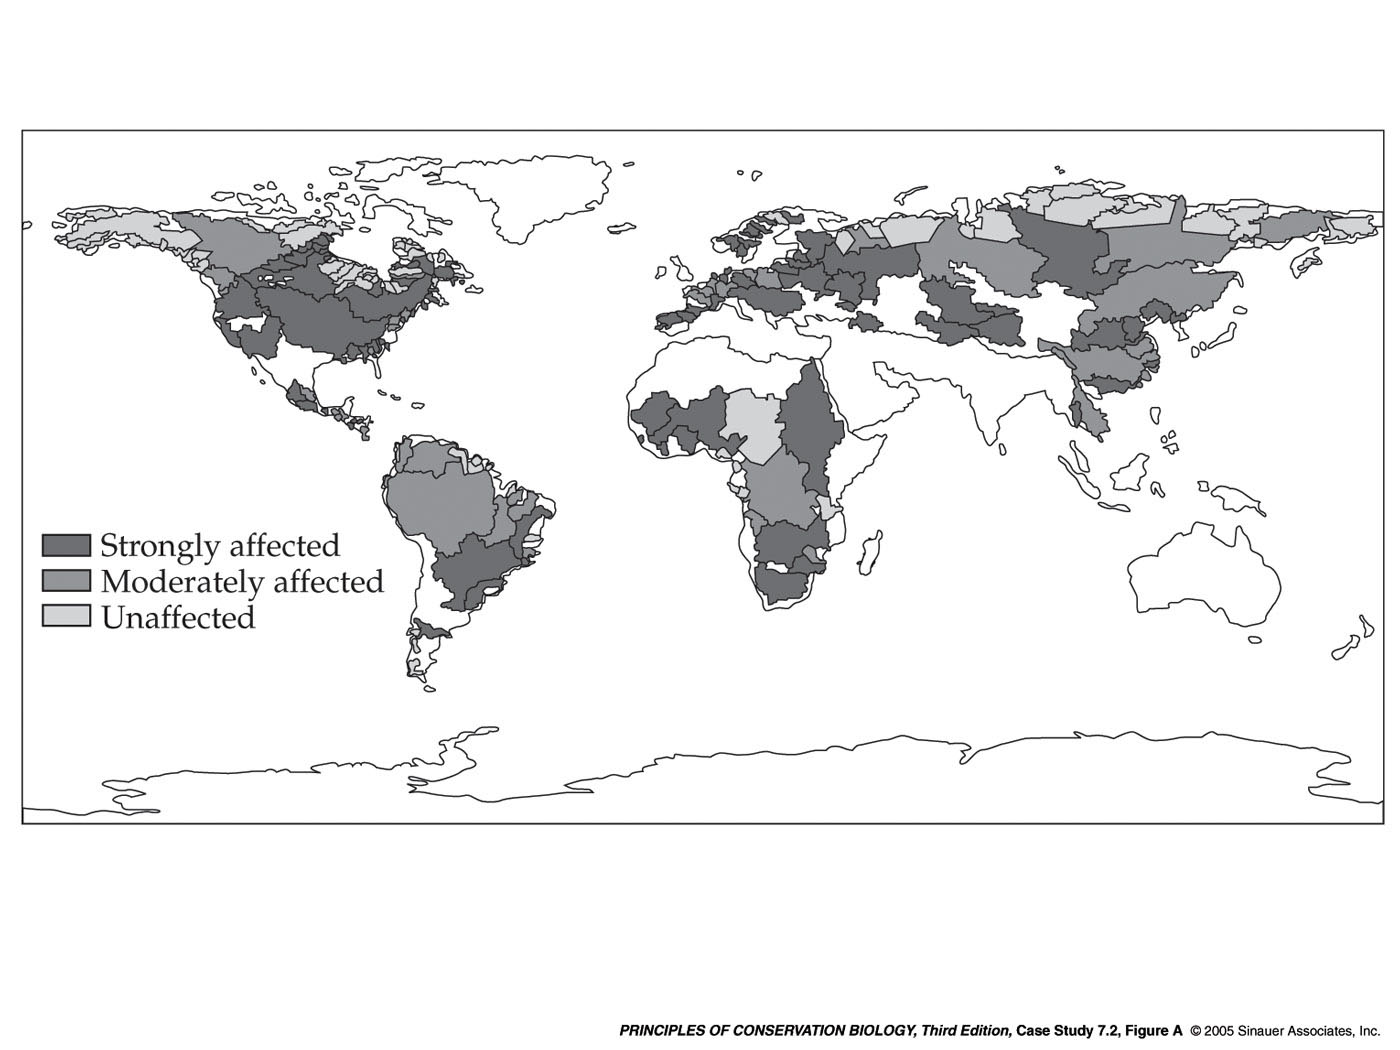 Strongly affected
Moderately affected
Unaffected
PRINCIPLES OF CONSERVATION BIOLOGY, Third Edition, Case Study 7.2, Figure A © 2005 Sinauer Associates, Inc.